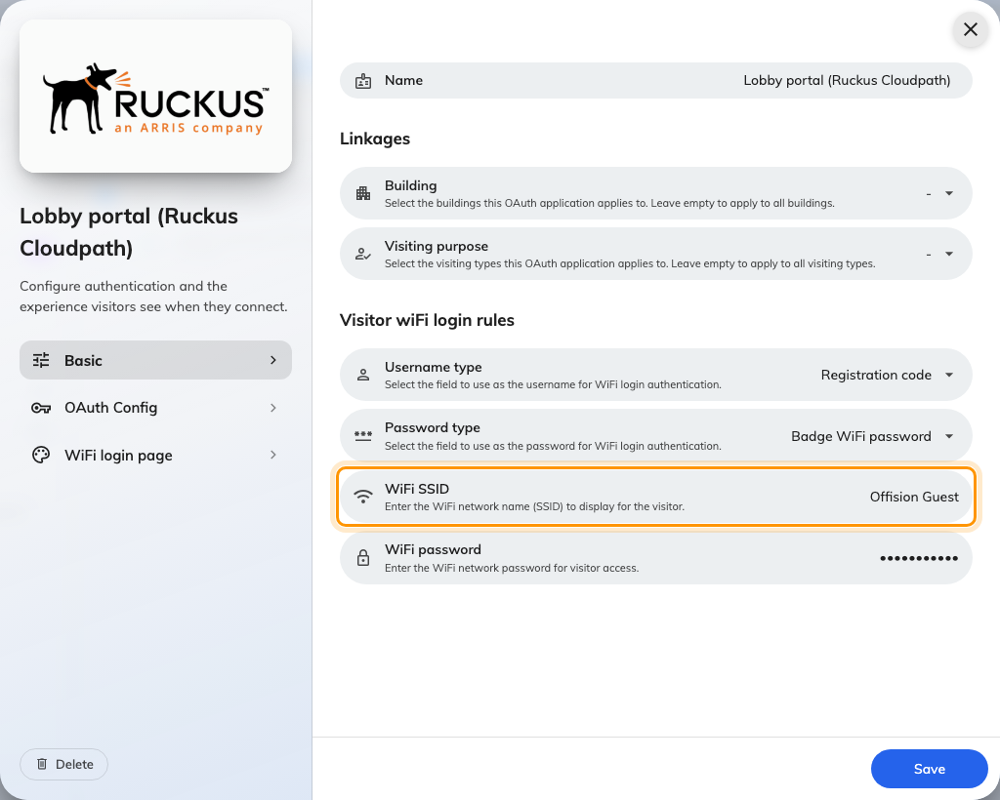 RUCKUS™
an ARRIS company
Lobby portal (Ruckus
Cloudpath)
Configure authentication and the
experience visitors see when they connect.
Basic
OAuth Config
WiFi login page
Delete
Name
Lobby portal (Ruckus Cloudpath)
Linkages
Building
Select the buildings this OAuth application applies to. Leave empty to apply to all buildings.
-
Visiting purpose
Select the visiting types this OAuth application applies to. Leave empty to apply to all visiting types.
-
Visitor wiFi login rules
Username type
Select the field to use as the username for WiFi login authentication.
Registration code
Password type
Select the field to use as the password for WiFi login authentication.
Badge WiFi password
WiFi SSID
Enter the WiFi network name (SSID) to display for the visitor.
Offision Guest
WiFi password
Enter the WiFi network password for visitor access.
•••••••••••
Save